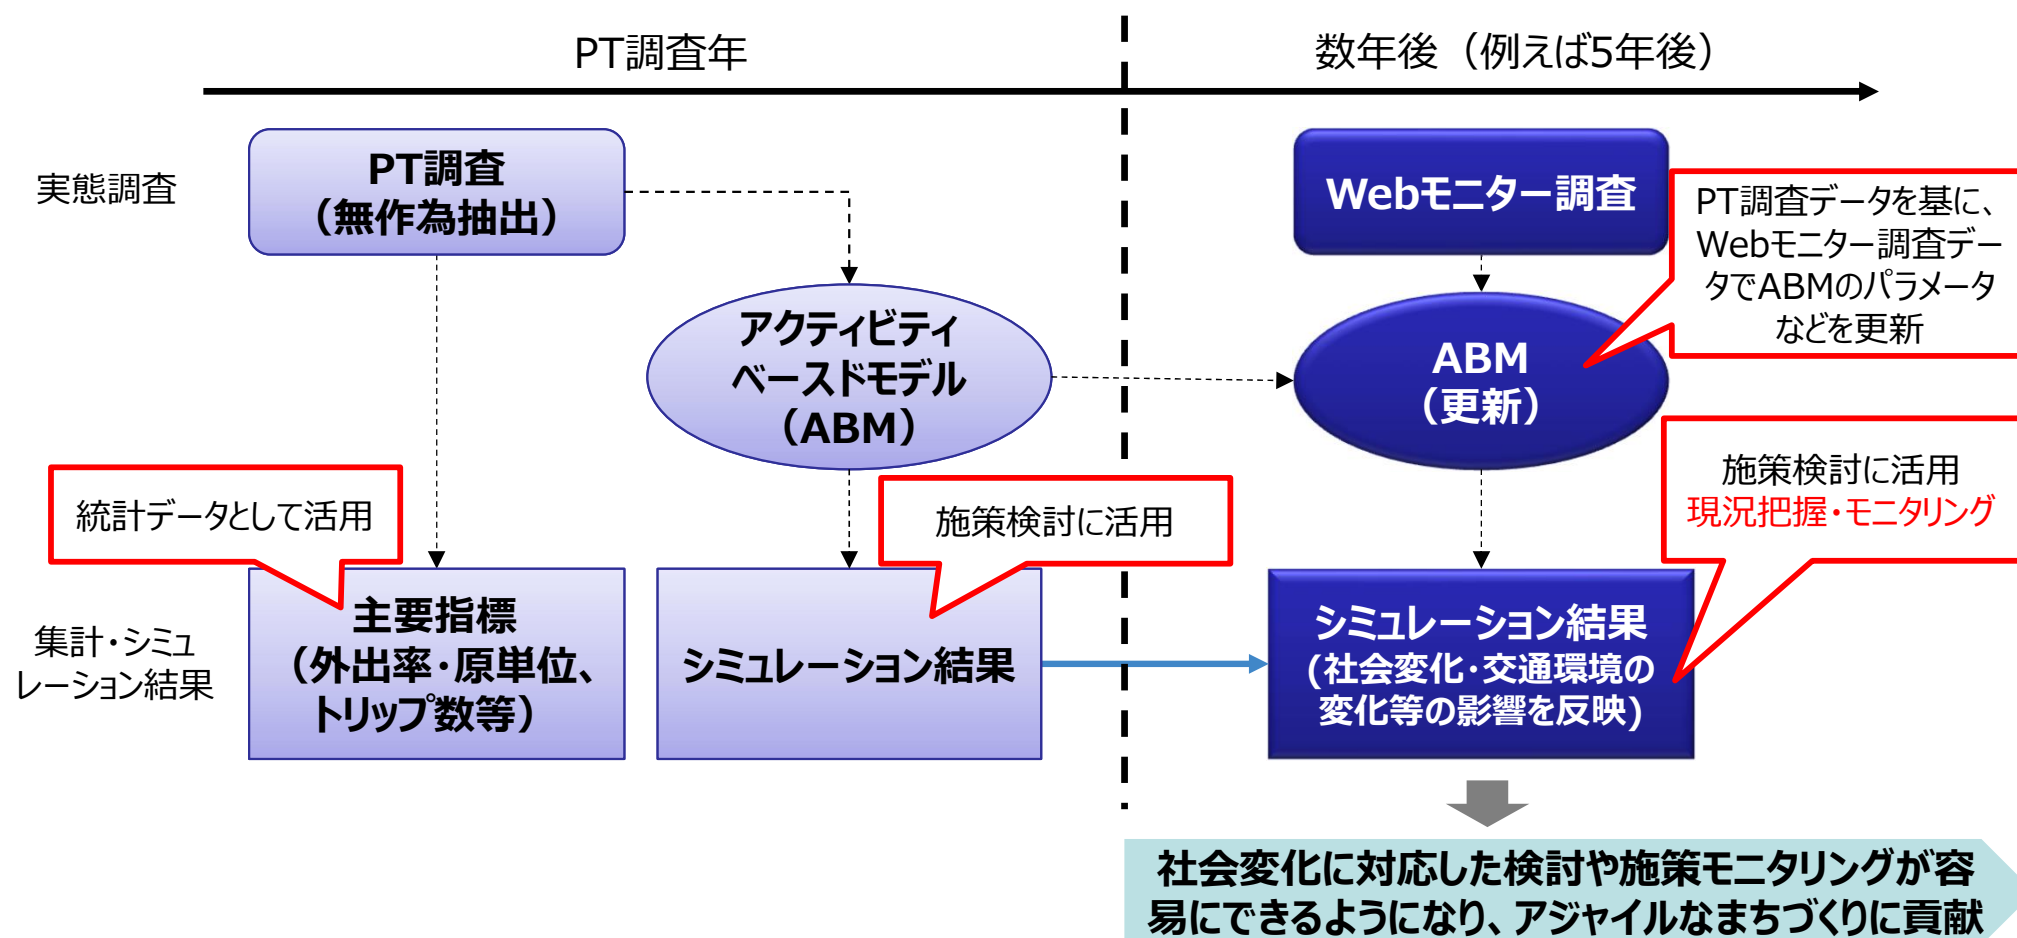 PT調査年
数年後（例えば5年後）
実態調査
PT調査
（無作為抽出）
Webモニター調査
PT調査データを基に、
Webモニター調査デー
タでABMのパラメータ
などを更新
アクティビティ
ベースドモデル
（ABM）
ABM
（更新）
統計データとして活用
施策検討に活用
施策検討に活用
現況把握・モニタリング
集計・シミュ
レーション結果
主要指標
（外出率・原単位、
トリップ数等）
シミュレーション結果
シミュレーション結果
(社会変化・交通環境の
変化等の影響を反映)
社会変化に対応した検討や施策モニタリングが容
易にできるようになり、アジャイルなまちづくりに貢献